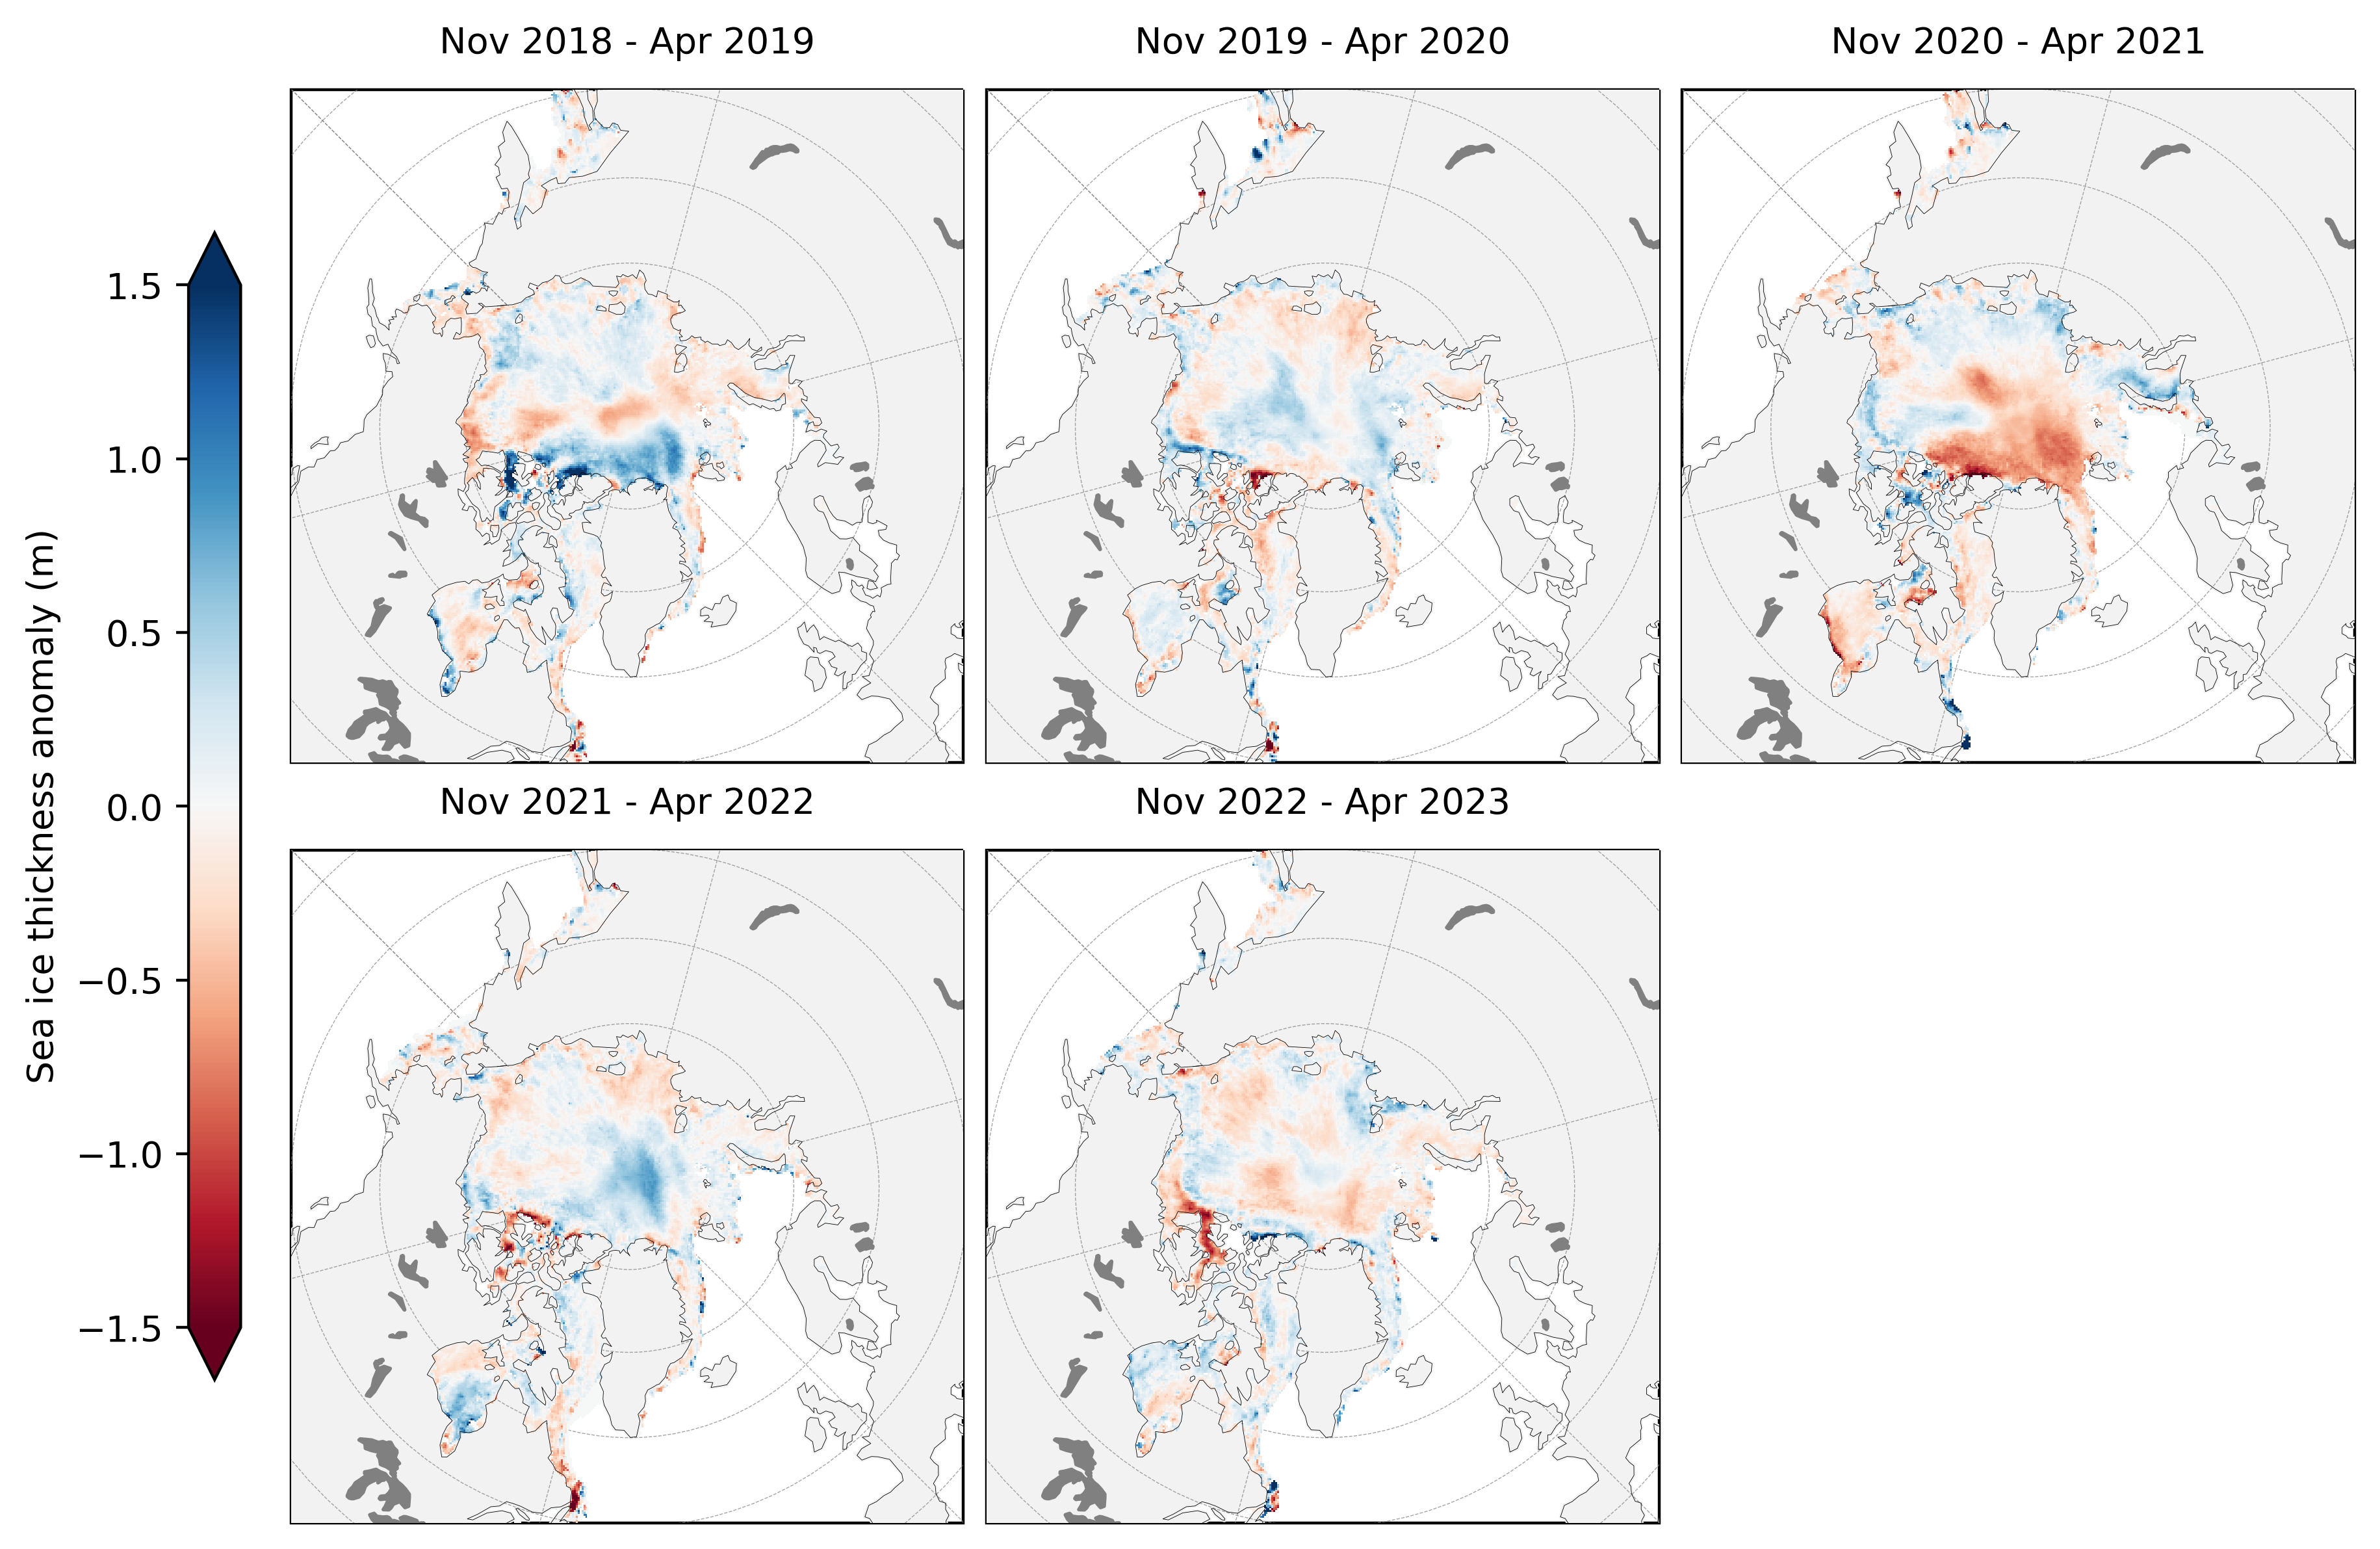 Nov 2018 - Apr 2019
Nov 2019 - Apr 2020
Nov 2020 - Apr 2021
Sea ice thickness anomaly (m)
1.5
1.0
0.5
0.0
−0.5
−1.0
−1.5
Nov 2021 - Apr 2022
Nov 2022 - Apr 2023